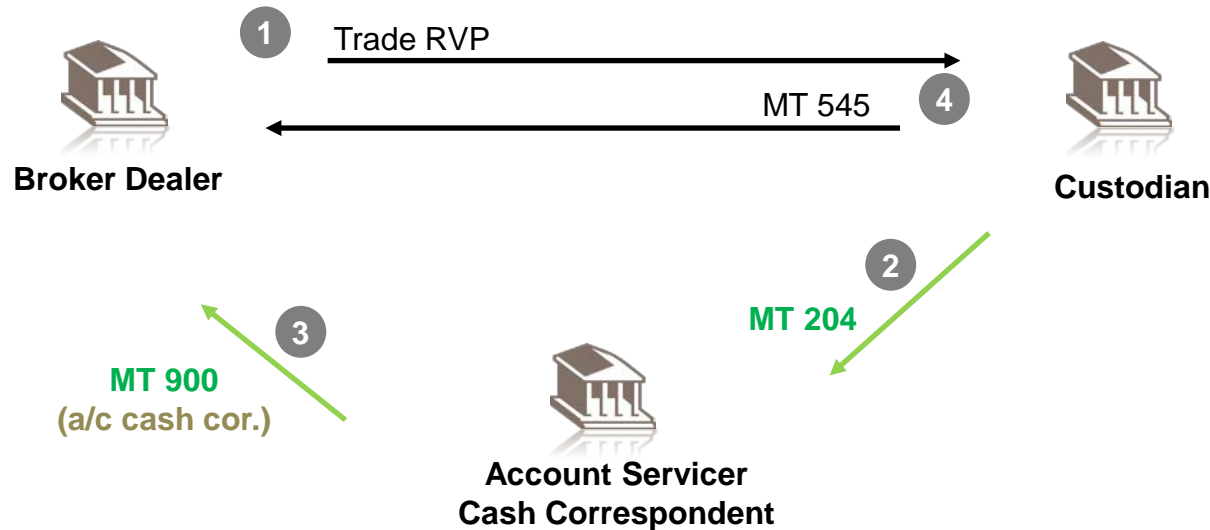 1
Trade RVP
MT 545
4
Broker Dealer
Custodian
2
MT 204
3
MT 900
(a/c cash cor.)
Account Servicer
Cash Correspondent